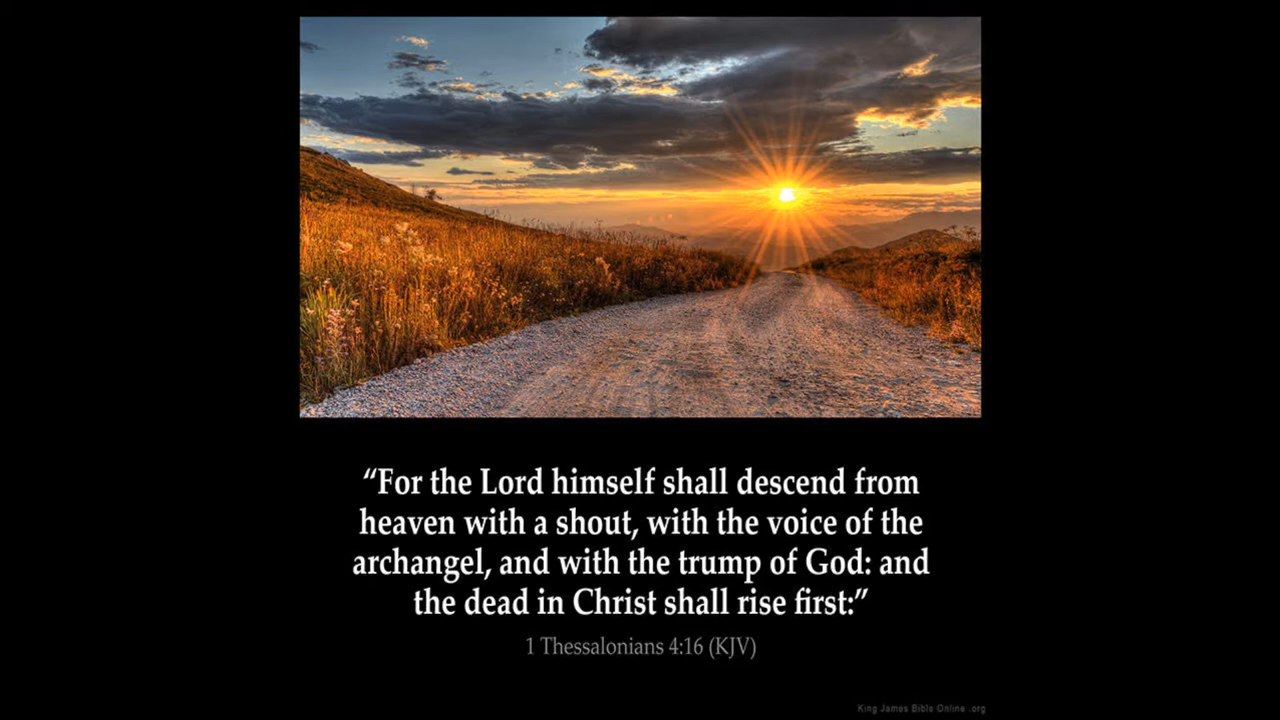 “For the Lord himself shall descend from
heaven with a shout, with the voice of the
archangel, and with the trump of God: and
the dead in Christ shall rise first:”
1 Thessalonians 4:16 (KJV)
King James Bible Online .org